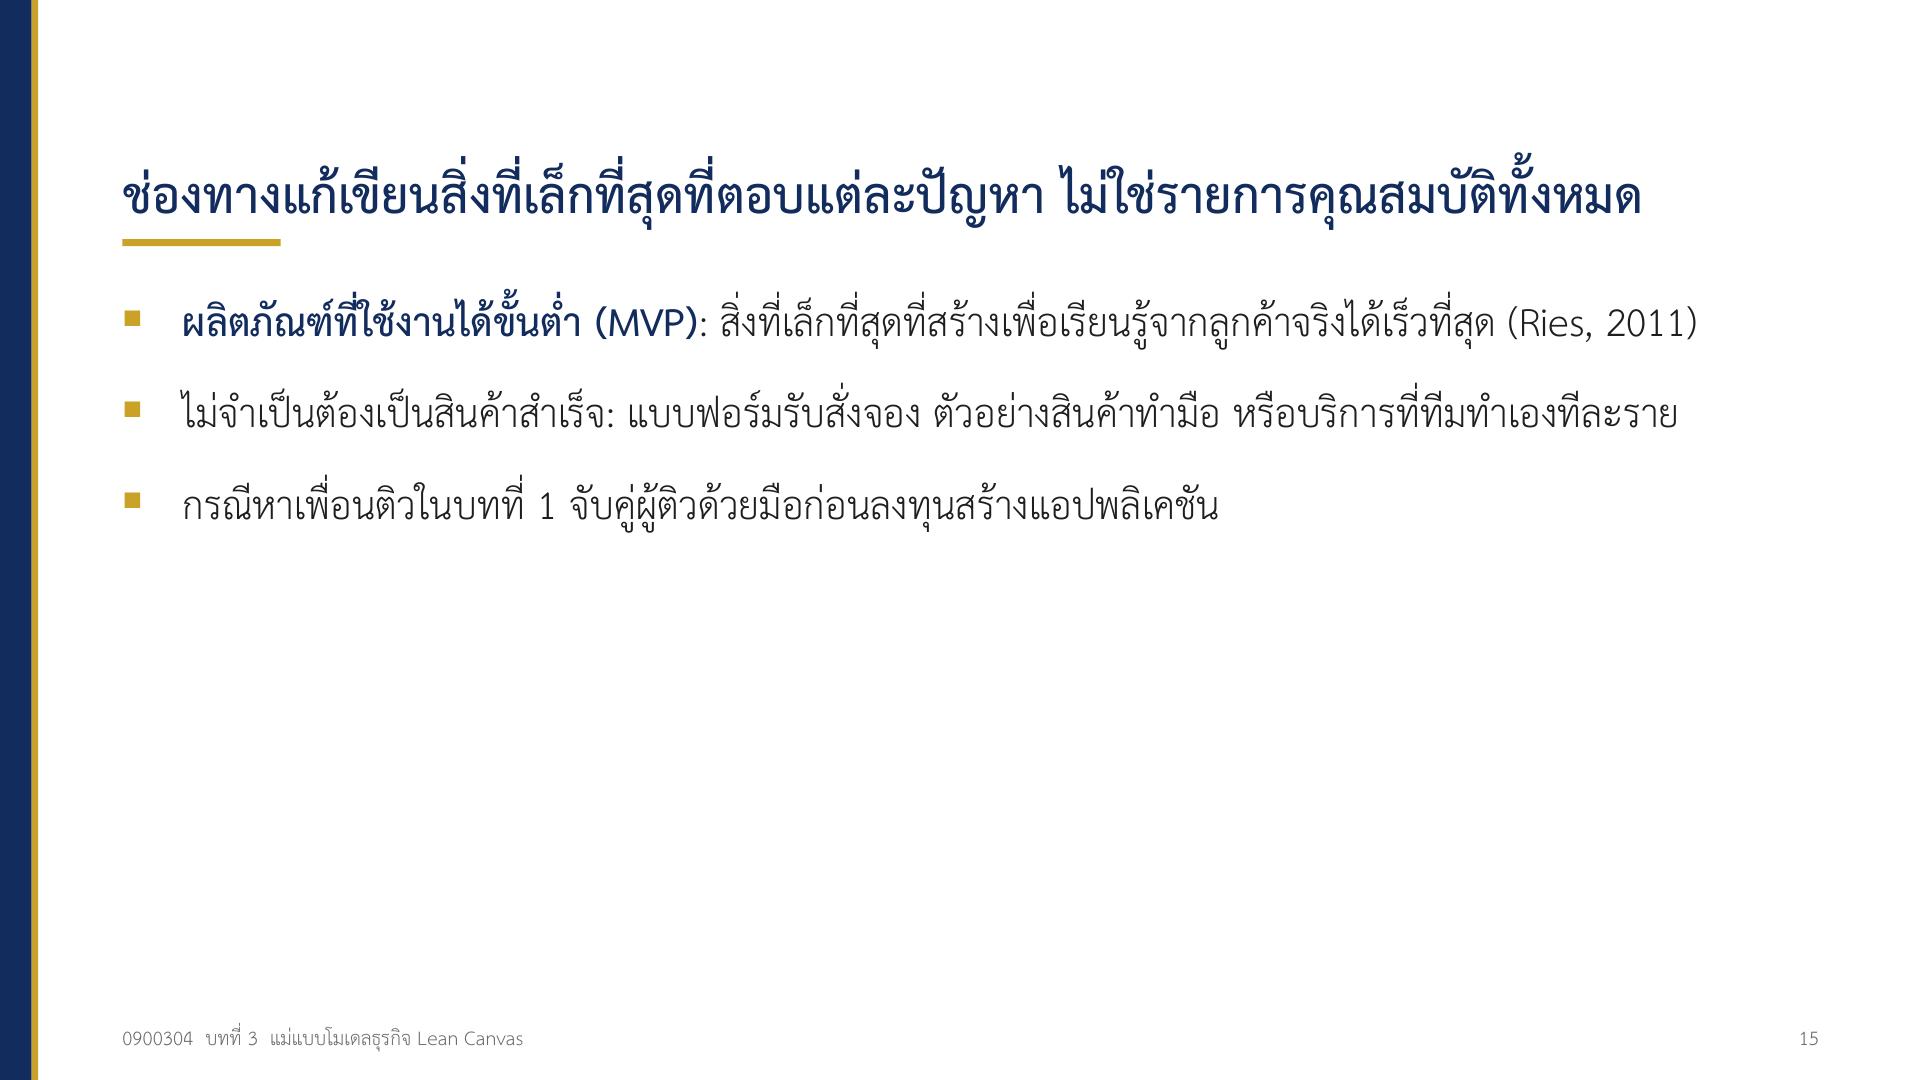 ช่องทางแก้เขียนสิ่งที่เล็กที่สุดที่ตอบแต่ละปัญหา ไม่ใช่รายการคุณสมบัติทั้งหมด
▪ ผลิตภัณฑ์ที่ใช้งานได้ขั้นต่ำ (MVP): สิ่งที่เล็กที่สุดที่สร้างเพื่อเรียนรู้จากลูกค้าจริงได้เร็วที่สุด (Ries, 2011)
▪ ไม่จำเป็นต้องเป็นสินค้าสำเร็จ: แบบฟอร์มรับสั่งจอง ตัวอย่างสินค้าทำมือ หรือบริการที่ทีมทำเองทีละราย
▪ กรณีหาเพื่อนติวในบทที่ 1 จับคู่ผู้ติวด้วยมือก่อนลงทุนสร้างแอปพลิเคชัน
0900304 บทที่ 3 แม่แบบโมเดลธุรกิจ Lean Canvas
15